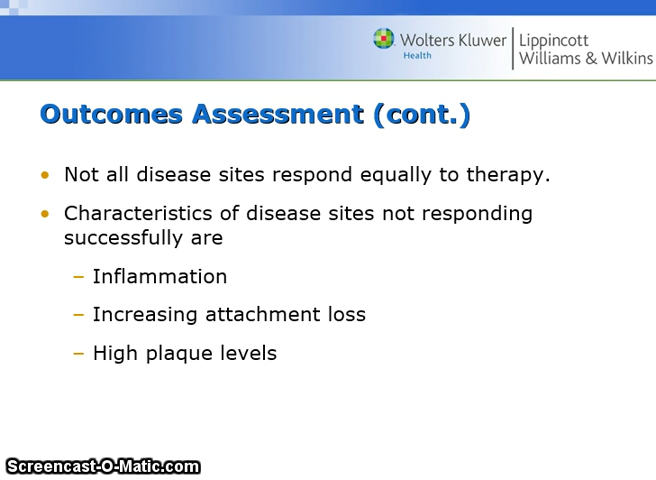 Wolters Kluwer
Health
Lippincott
Williams & Wilkins
Outcomes Assessment (cont.)
• Not all disease sites respond equally to therapy.
• Characteristics of disease sites not responding
successfully are
– Inflammation
– Increasing attachment loss
– High plaque levels
Screencast-O-Matic.com